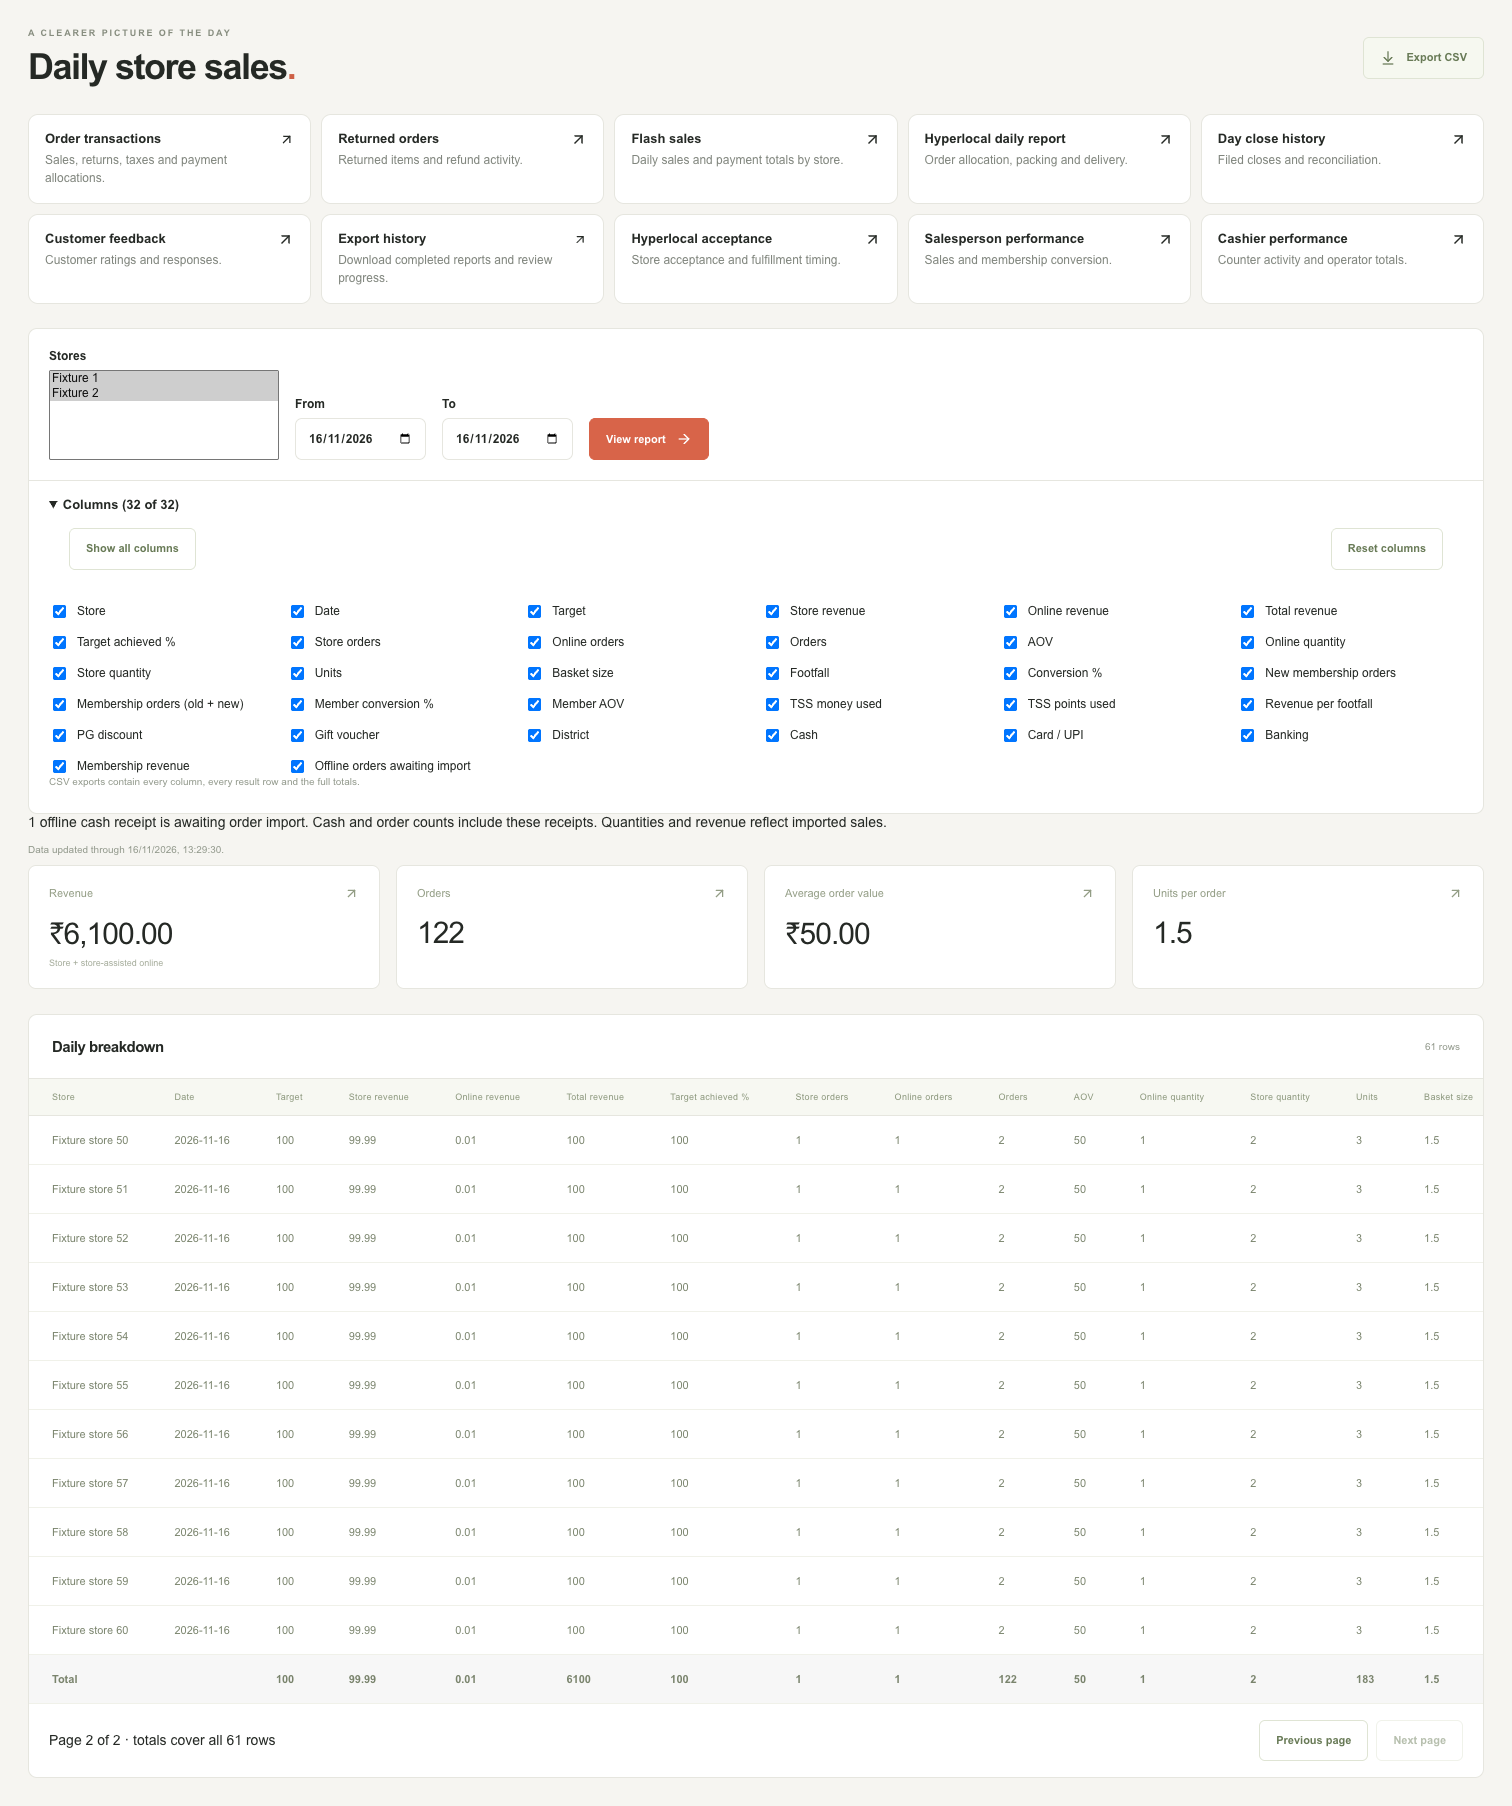 A CLEARER PICTURE OF THE DAY
Daily store sales.
Export CSV
Order transactions
Sales, returns, taxes and payment
allocations.
Returned orders
Returned items and refund activity.
Flash sales
Daily sales and payment totals by store.
Hyperlocal daily report
Order allocation, packing and delivery.
Day close history
Filed closes and reconciliation.
Customer feedback
Customer ratings and responses.
Export history
Download completed reports and review
progress.
Hyperlocal acceptance
Store acceptance and fulfillment timing.
Salesperson performance
Sales and membership conversion.
Cashier performance
Counter activity and operator totals.
Stores
Fixture 1
Fixture 2
From
16/11/2026
To
16/11/2026
View report
Columns (32 of 32)
Show all columns
Reset columns
Store Date Target Store revenue Online revenue Total revenue
Target achieved % Store orders Online orders Orders AOV Online quantity
Store quantity Units Basket size Footfall Conversion % New membership orders
Membership orders (old + new) Member conversion % Member AOV TSS money used TSS points used Revenue per footfall
PG discount Gift voucher District Cash Card / UPI Banking
Membership revenue Offline orders awaiting import
CSV exports contain every column, every result row and the full totals.
1 offline cash receipt is awaiting order import. Cash and order counts include these receipts. Quantities and revenue reflect imported sales.
Data updated through 16/11/2026, 13:29:30.
Revenue
₹6,100.00
Store + store-assisted online
Orders
122
Average order value
₹50.00
Units per order
1.5
Daily breakdown
61 rows
Store Date Target Store revenue Online revenue Total revenue Target achieved % Store orders Online orders Orders AOV Online quantity Store quantity Units Basket size
Fixture store 50 2026-11-16 100 99.99 0.01 100 100 1 1 2 50 1 2 3 1.5
Fixture store 51 2026-11-16 100 99.99 0.01 100 100 1 1 2 50 1 2 3 1.5
Fixture store 52 2026-11-16 100 99.99 0.01 100 100 1 1 2 50 1 2 3 1.5
Fixture store 53 2026-11-16 100 99.99 0.01 100 100 1 1 2 50 1 2 3 1.5
Fixture store 54 2026-11-16 100 99.99 0.01 100 100 1 1 2 50 1 2 3 1.5
Fixture store 55 2026-11-16 100 99.99 0.01 100 100 1 1 2 50 1 2 3 1.5
Fixture store 56 2026-11-16 100 99.99 0.01 100 100 1 1 2 50 1 2 3 1.5
Fixture store 57 2026-11-16 100 99.99 0.01 100 100 1 1 2 50 1 2 3 1.5
Fixture store 58 2026-11-16 100 99.99 0.01 100 100 1 1 2 50 1 2 3 1.5
Fixture store 59 2026-11-16 100 99.99 0.01 100 100 1 1 2 50 1 2 3 1.5
Fixture store 60 2026-11-16 100 99.99 0.01 100 100 1 1 2 50 1 2 3 1.5
Total 100 99.99 0.01 6100 100 1 1 122 50 1 2 183 1.5
Page 2 of 2 · totals cover all 61 rows
Previous page
Next page